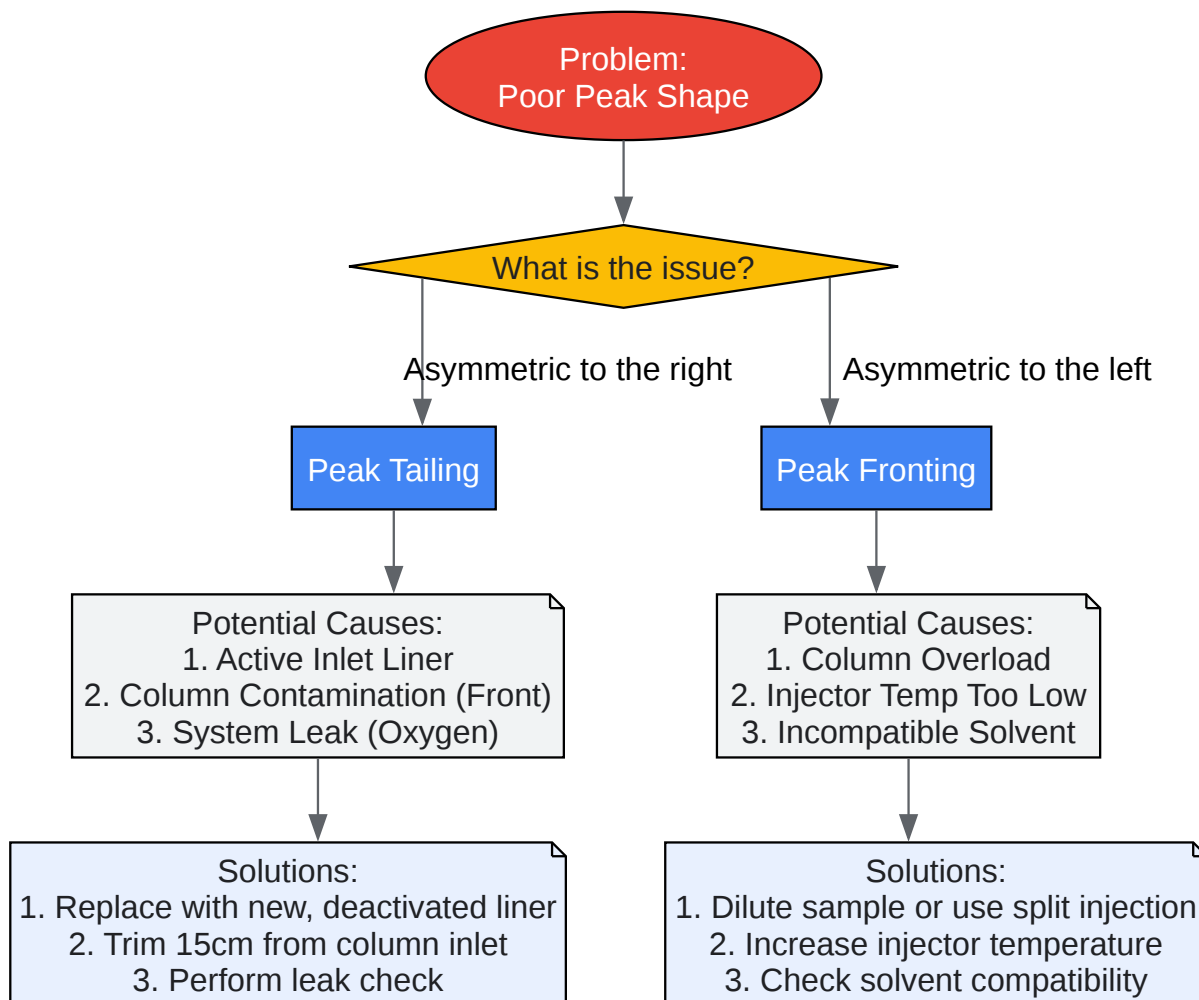 Problem:
Poor Peak Shape
What is the issue?
Asymmetric to the right
Asymmetric to the left
Peak Tailing
Peak Fronting
Potential Causes:
1. Active Inlet Liner
2. Column Contamination (Front)
3. System Leak (Oxygen)
Potential Causes:
1. Column Overload
2. Injector Temp Too Low
3. Incompatible Solvent
Solutions:
1. Replace with new, deactivated liner
2. Trim 15cm from column inlet
3. Perform leak check
Solutions:
1. Dilute sample or use split injection
2. Increase injector temperature
3. Check solvent compatibility